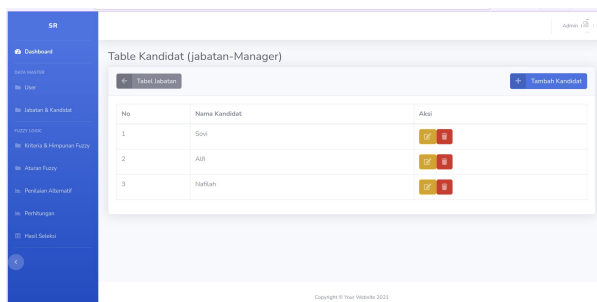 SR
Admin
Dashboard
DATA MASTER
User
Jabatan & Kandidat
FUZZY LOGIC
Kriteria & Himpunan Fuzzy
Aturan Fuzzy
Penilaian Alternatif
Perhitungan
Hasil Seleksi
Table Kandidat (jabatan-Manager)
Tabel Jabatan
Tambah Kandidat
No Nama Kandidat Aksi
1 Sovi
2 Alfi
3 Nafilah
Copyright © Your Website 2021